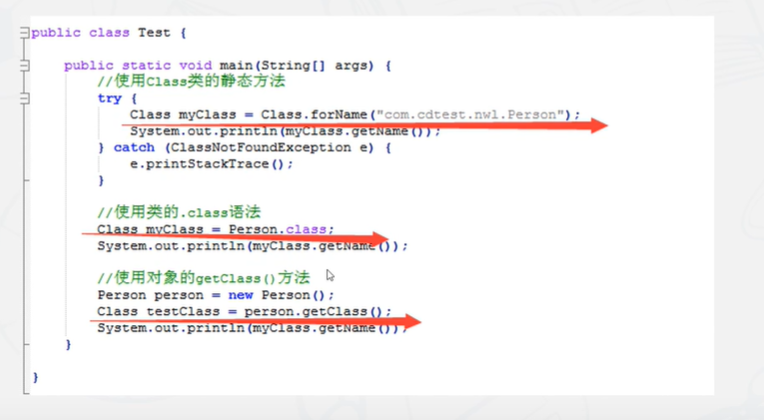 public class Test {
public static void main(String[] args) {
//使用Class类的静态方法
try {
Class myClass = Class.forName("com.cdtest.nwl.Person");
System.out.println(myClass.getName());
} catch (ClassNotFoundException e) {
e.printStackTrace();
}
//使用类的.class语法
Class myClass = Person.class;
System.out.println(myClass.getName());
//使用对象的getClass()方法
Person person = new Person();
Class testClass = person.getClass();
System.out.println(myClass.getName());
}
}